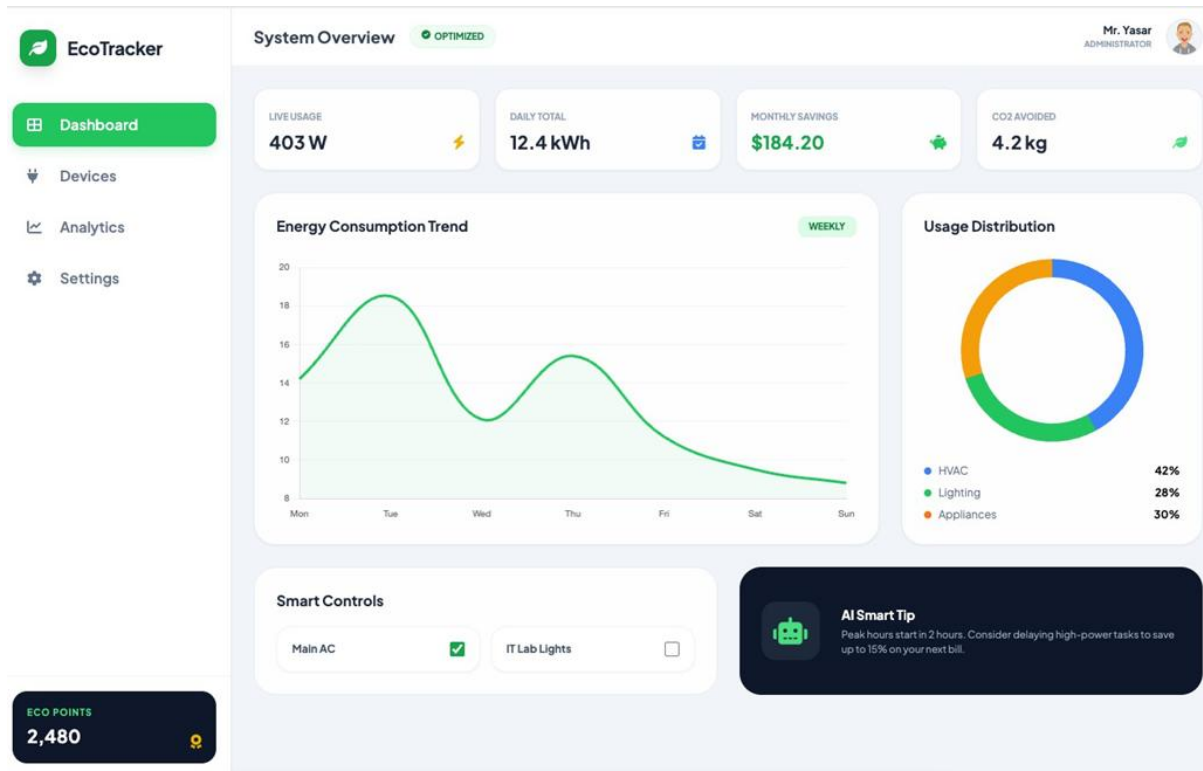 EcoTracker
Dashboard
Devices
Analytics
Settings
ECO POINTS
2,480
System Overview
OPTIMIZED
Mr. Yasar
ADMINISTRATOR
LIVE USAGE
403 W
DAILY TOTAL
12.4 kWh
MONTHLY SAVINGS
$184.20
CO2 AVOIDED
4.2 kg
Energy Consumption Trend
WEEKLY
20
18
16
14
12
10
8
Mon Tue Wed Thu Fri Sat Sun
Usage Distribution
HVAC 42%
Lighting 28%
Appliances 30%
Smart Controls
Main AC
IT Lab Lights
AI Smart Tip
Peak hours start in 2 hours. Consider delaying high-power tasks to save
up to 15% on your next bill.